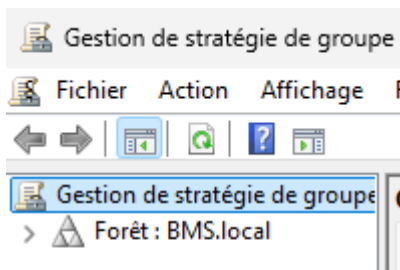 Gestion de stratégie de groupe
Fichier Action Affichage
Gestion de stratégie de groupe
Forêt : BMS.local